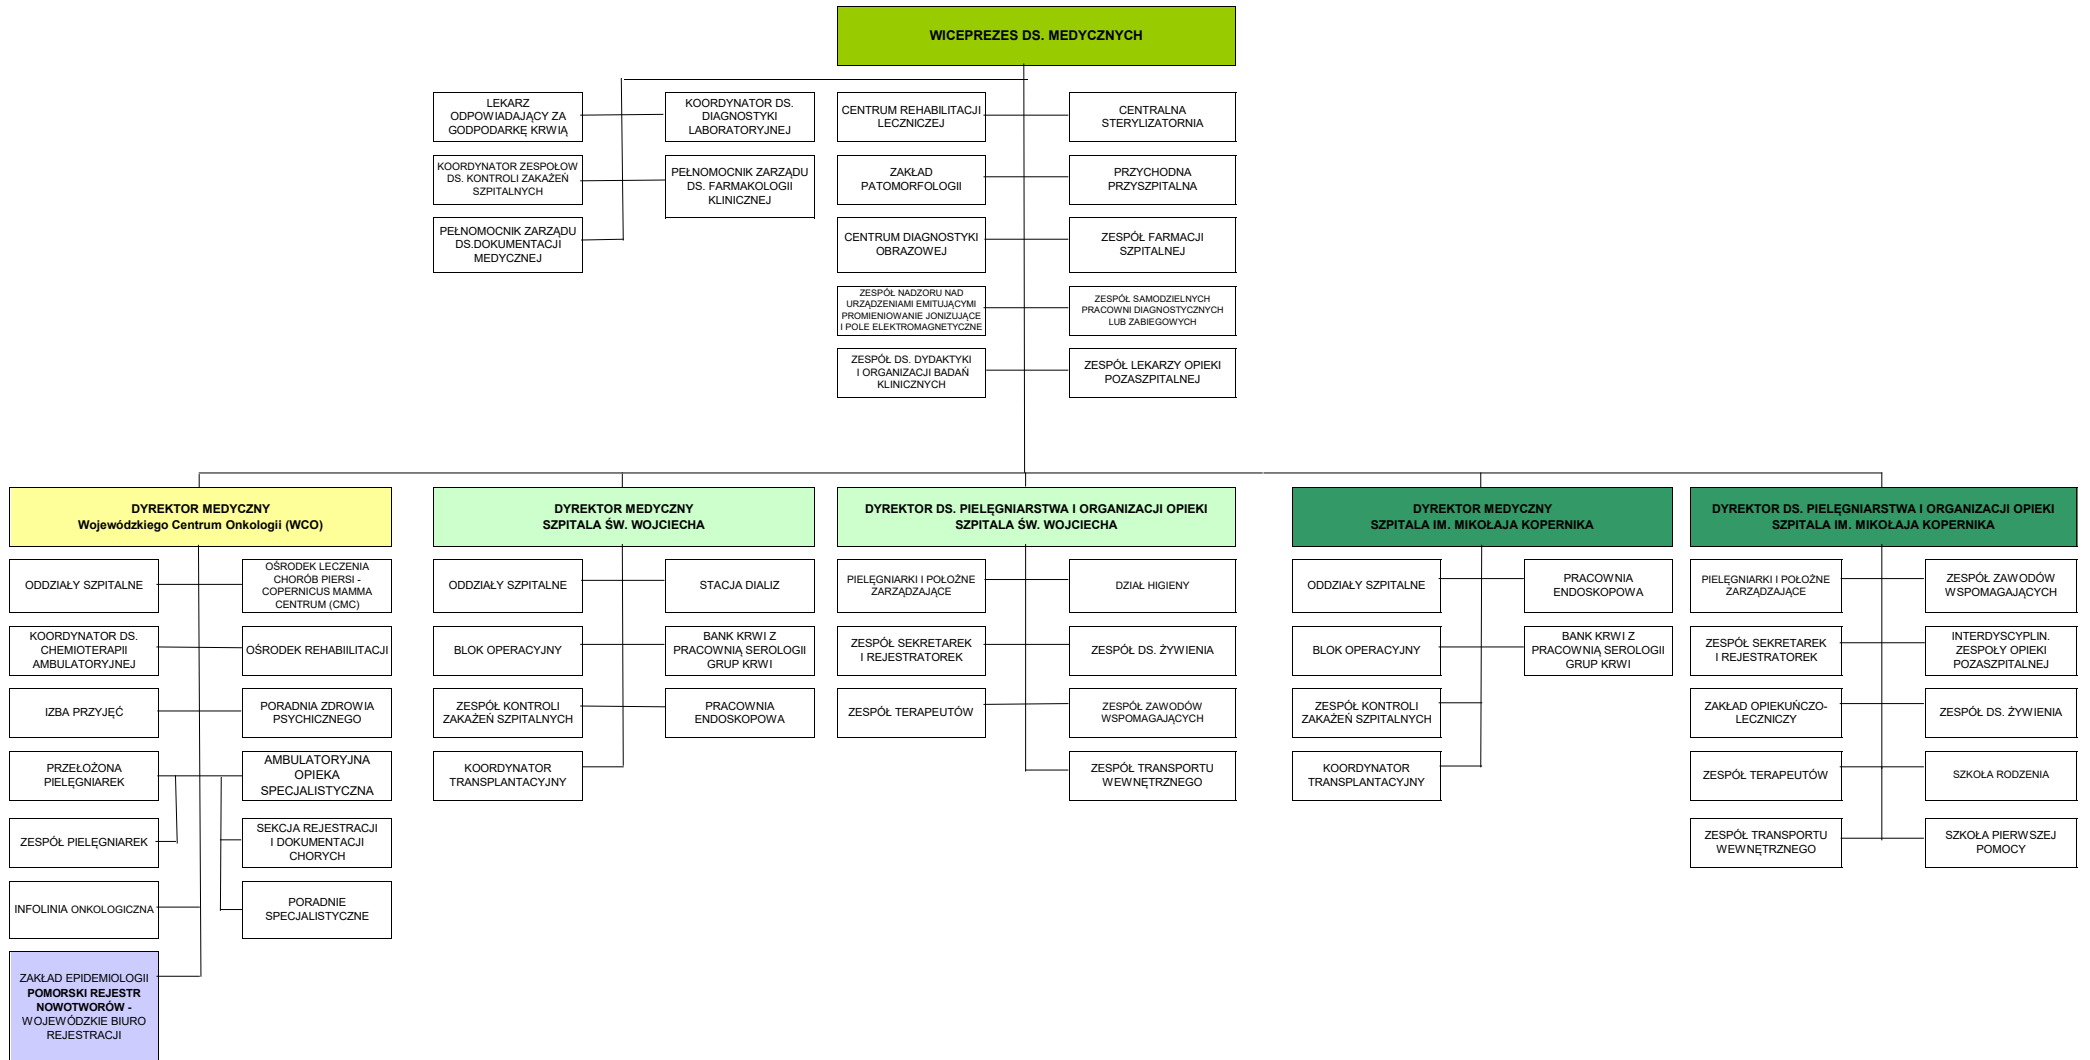 WICEPREZES DS. MEDYCZNYCH
LEKARZ
ODPOWIADAJĄCY ZA
GODPODARKĘ KRWIĄ
KOORDYNATOR DS.
DIAGNOSTYKI
LABORATORYJNEJ
CENTRUM REHABILITACJI
LECZNICZEJ
CENTRALNA
STERYLIZATORNIA
KOORDYNATOR ZESPOŁOW
DS. KONTROLI ZAKAŻEŃ
SZPITALNYCH
PEŁNOMOCNIK ZARZĄDU
DS. FARMAKOLOGII
KLINICZNEJ
ZAKŁAD
PATOMORFOLOGII
PRZYCHODNA
PRZYSZPITALNA
PEŁNOMOCNIK ZARZĄDU
DS.DOKUMENTACJI
MEDYCZNEJ
CENTRUM DIAGNOSTYKI
OBRAZOWEJ
ZESPÓŁ FARMACJI
SZPITALNEJ
ZESPÓŁ NADZORU NAD
URZĄDZENIAMI EMITUJĄCYMI
PROMIENIOWANIE JONIZUJĄCE
I POLE ELEKTROMAGNETYCZNE
ZESPÓŁ SAMODZIELNYCH
PRACOWNI DIAGNOSTYCZNYCH
LUB ZABIEGOWYCH
ZESPÓŁ DS. DYDAKTYKI
I ORGANIZACJI BADAŃ
KLINICZNYCH
ZESPÓŁ LEKARZY OPIEKI
POZASZPITALNEJ
DYREKTOR MEDYCZNY
Wojewódzkiego Centrum Onkologii (WCO)
ODDZIAŁY SZPITALNE
OŚRODEK LECZENIA
CHORÓB PIERSI -
COPERNICUS MAMMA
CENTRUM (CMC)
KOORDYNATOR DS.
CHEMIOTERAPII
AMBULATORYJNEJ
OŚRODEK REHABIILITACJI
IZBA PRZYJĘĆ
PORADNIA ZDROWIA
PSYCHICZNEGO
PRZEŁOŻONA
PIELĘGNIAREK
AMBULATORYJNA
OPIEKA
SPECJALISTYCZNA
ZESPÓŁ PIELĘGNIAREK
SEKCJA REJESTRACJI
I DOKUMENTACJI
CHORYCH
INFOLINIA ONKOLOGICZNA
PORADNIE
SPECJALISTYCZNE
ZAKŁAD EPIDEMIOLOGII
POMORSKI REJESTR
NOWOTWORÓW -
WOJEWÓDZKIE BIURO
REJESTRACJI
DYREKTOR MEDYCZNY
SZPITALA ŚW. WOJCIECHA
ODDZIAŁY SZPITALNE
STACJA DIALIZ
BLOK OPERACYJNY
BANK KRWI Z
PRACOWNIĄ SEROLOGII
GRUP KRWI
ZESPÓŁ KONTROLI
ZAKAŻEŃ SZPITALNYCH
PRACOWNIA
ENDOSKOPOWA
KOORDYNATOR
TRANSPLANTACYJNY
DYREKTOR DS. PIELĘGNIARSTWA I ORGANIZACJI OPIEKI
SZPITALA ŚW. WOJCIECHA
PIELĘGNIARKI I POŁOŻNE
ZARZĄDZAJĄCE
DZIAŁ HIGIENY
ZESPÓŁ SEKRETAREK
I REJESTRATOREK
ZESPÓŁ DS. ŻYWIENIA
ZESPÓŁ TERAPEUTÓW
ZESPÓŁ ZAWODÓW
WSPOMAGAJĄCYCH
ZESPÓŁ TRANSPORTU
WEWNĘTRZNEGO
DYREKTOR MEDYCZNY
SZPITALA IM. MIKOŁAJA KOPERNIKA
ODDZIAŁY SZPITALNE
PRACOWNIA
ENDOSKOPOWA
BLOK OPERACYJNY
BANK KRWI Z
PRACOWNIĄ SEROLOGII
GRUP KRWI
ZESPÓŁ KONTROLI
ZAKAŻEŃ SZPITALNYCH
KOORDYNATOR
TRANSPLANTACYJNY
DYREKTOR DS. PIELĘGNIARSTWA I ORGANIZACJI OPIEKI
SZPITALA IM. MIKOŁAJA KOPERNIKA
PIELĘGNIARKI I POŁOŻNE
ZARZĄDZAJĄCE
ZESPÓŁ ZAWODÓW
WSPOMAGAJĄCYCH
ZESPÓŁ SEKRETAREK
I REJESTRATOREK
INTERDYSCYPLIN.
ZESPOŁY OPIEKI
POZASZPITALNEJ
ZAKŁAD OPIEKUŃCZO-
LECZNICZY
ZESPÓŁ DS. ŻYWIENIA
ZESPÓŁ TERAPEUTÓW
SZKOŁA RODZENIA
ZESPÓŁ TRANSPORTU
WEWNĘTRZNEGO
SZKOŁA PIERWSZEJ
POMOCY